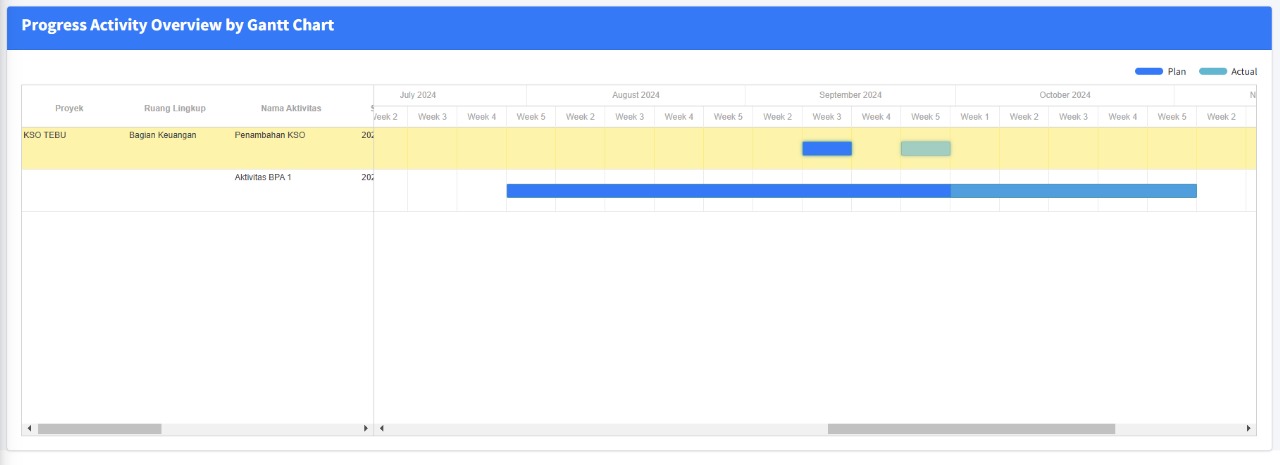 Progress Activity Overview by Gantt Chart
Plan Actual
Proyek Ruang Lingkup Nama Aktivitas
July 2024 August 2024 September 2024 October 2024
Week 3 Week 4 Week 5 Week 2 Week 3 Week 4 Week 5 Week 2 Week 3 Week 4 Week 5 Week 1 Week 2 Week 3 Week 4 Week 5 Week 2
KSO TEBU Bagian Keuangan Penambahan KSO 202
Aktivitas BPA 1 202